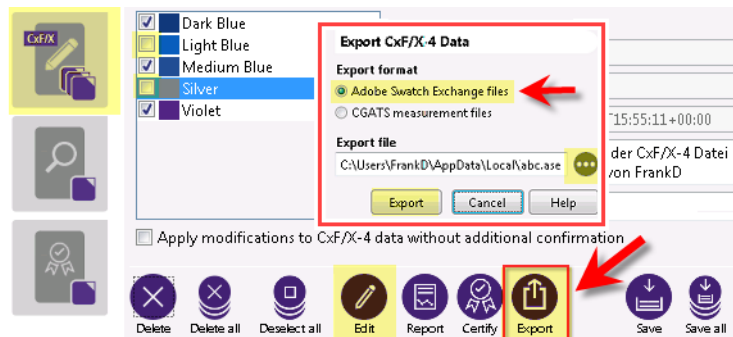 CxF/X
Dark Blue
Light Blue
Medium Blue
Silver
Violet
Export CxF/X-4 Data
Export format
Adobe Swatch Exchange files
CGATS measurement files
Export file
C:\Users\FrankD\AppData\Local\abc.ase
Export Cancel Help
15:55:11+00:00
der CxF/X-4 Datei
von FrankD
Apply modifications to CxF/X-4 data without additional confirmation
Delete Delete all Deselect all Edit Report Certify Export Save Save all